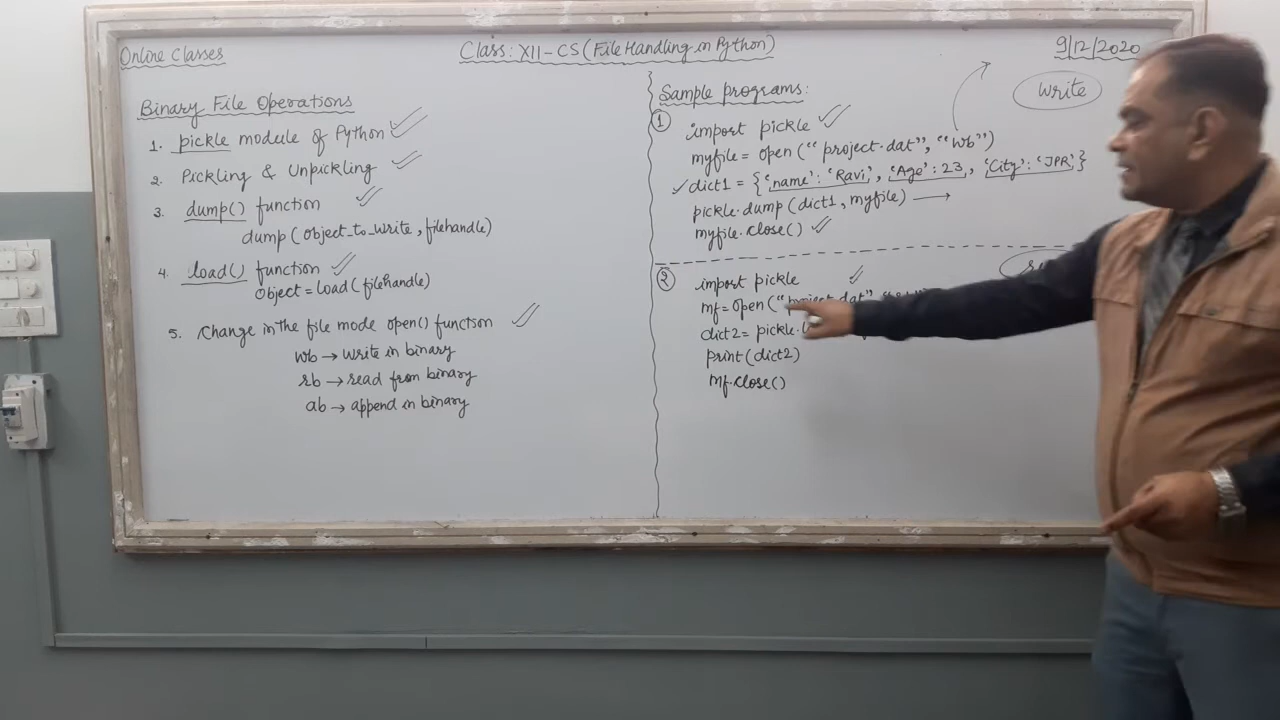 Online Classes
Class: XII-CS (File Handling in Python)
9/12/2020
Binary File Operations
1. pickle module of Python
2. Pickling & Unpickling
3. dump() function
dump(object_to_write, filehandle)
4. load() function
object = load(filehandle)
5. Change in the file mode open() function
wb → write in binary
rb → read from binary
ab → append in binary
Sample programs:
write
1
import pickle
myfile = open("project.dat", "wb")
dict1 = {'name':'Ravi', 'Age':23, 'City':'JPR'}
pickle.dump(dict1, myfile) →
myfile.close()
2
import pickle
mf = open("project.dat"
dict2 = pickle.
print(dict2)
mf.close()